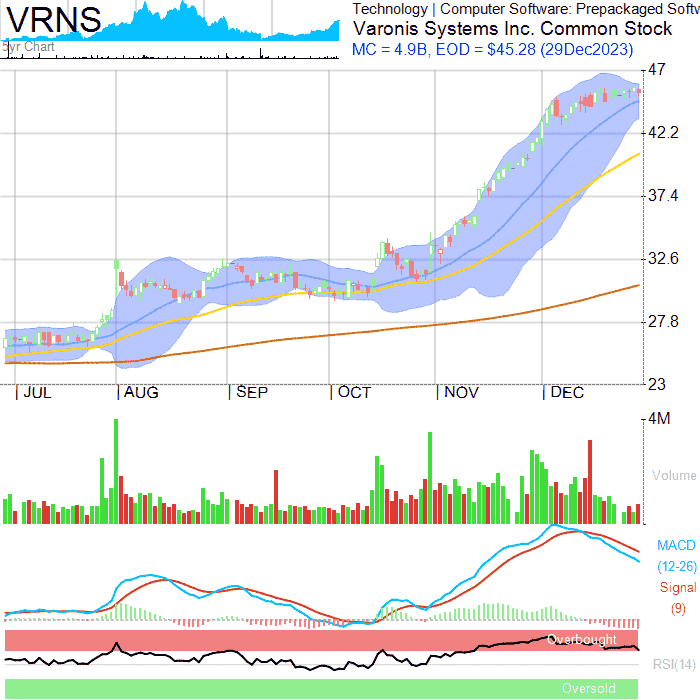 VRNS
5yr Chart
Technology | Computer Software: Prepackaged Softw
Varonis Systems Inc. Common Stock
MC = 4.9B, EOD = $45.28 (29Dec2023)
47
42.2
37.4
32.6
27.8
23
JUL AUG SEP OCT NOV DEC
4M
Volume
MACD
(12-26)
Signal
(9)
Overbought
RSI(14)
Oversold